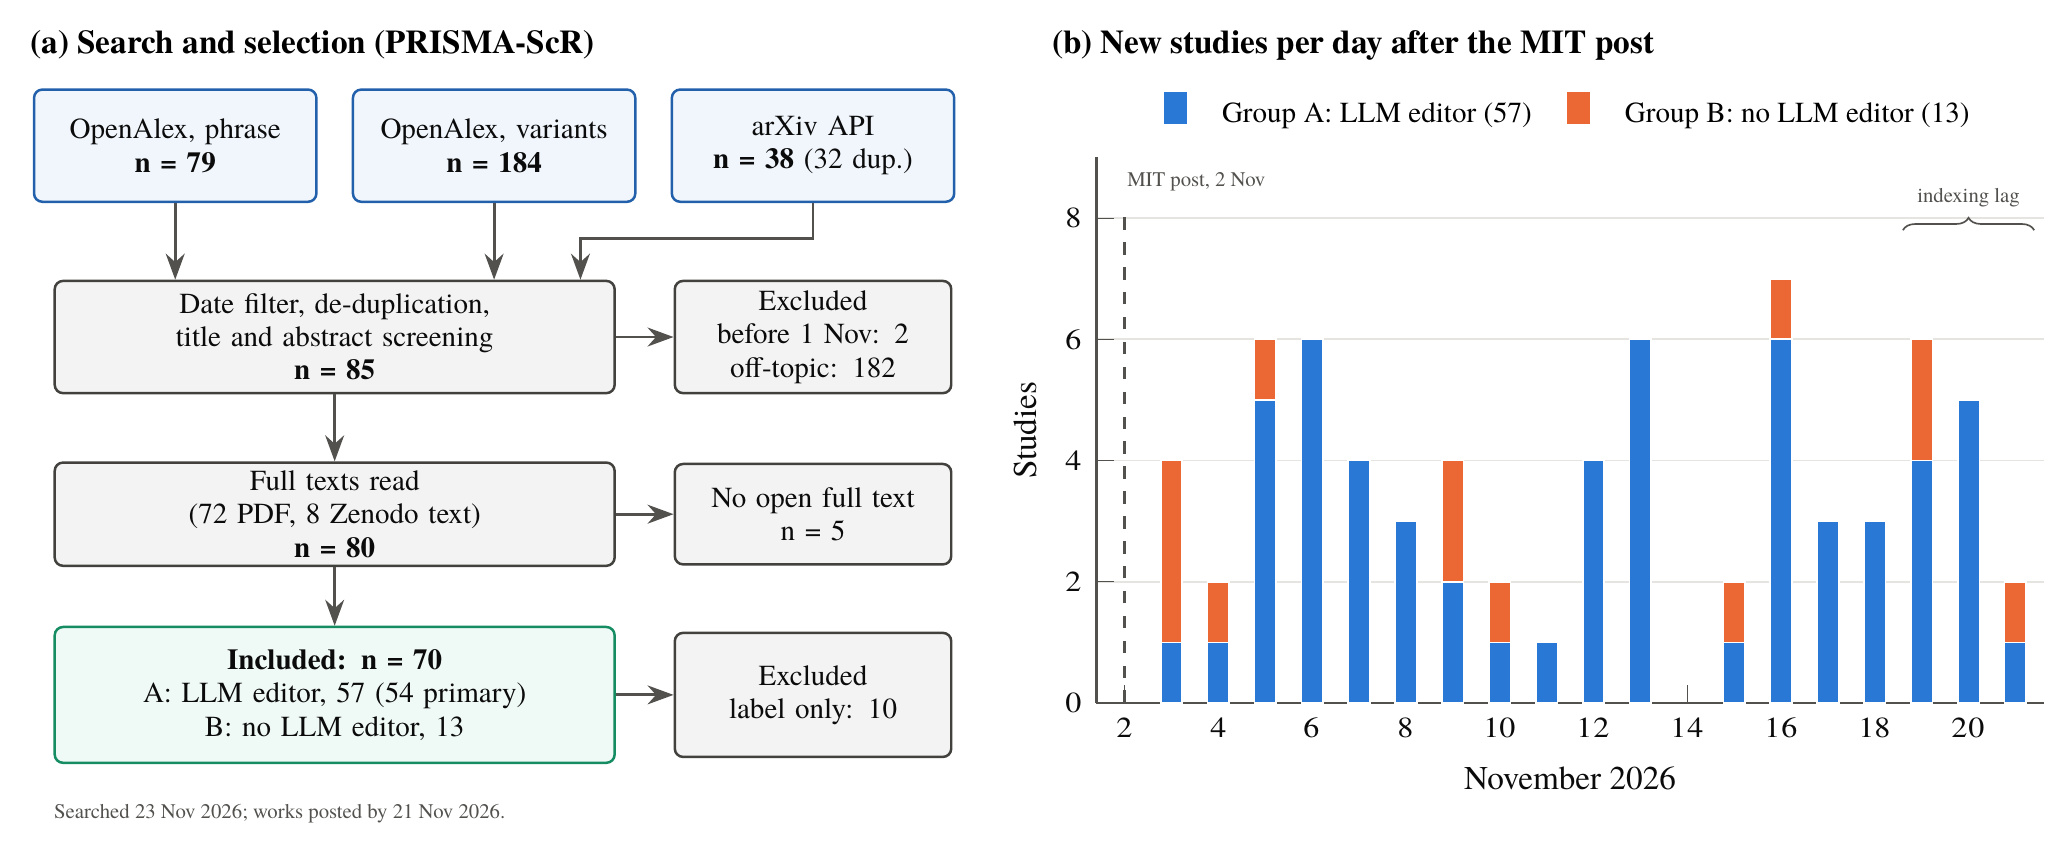 (a) Search and selection (PRISMA-ScR)
OpenAlex, phrase
n = 79
OpenAlex, variants
n = 184
arXiv API
n = 38 (32 dup.)
Date filter, de-duplication,
title and abstract screening
n = 85
Excluded
before 1 Nov: 2
off-topic: 182
Full texts read
(72 PDF, 8 Zenodo text)
n = 80
No open full text
n = 5
Included: n = 70
A: LLM editor, 57 (54 primary)
B: no LLM editor, 13
Excluded
label only: 10
Searched 23 Nov 2026; works posted by 21 Nov 2026.
(b) New studies per day after the MIT post
Group A: LLM editor (57)
Group B: no LLM editor (13)
MIT post, 2 Nov
indexing lag
Studies
8
6
4
2
0
2 4 6 8 10 12 14 16 18 20
November 2026